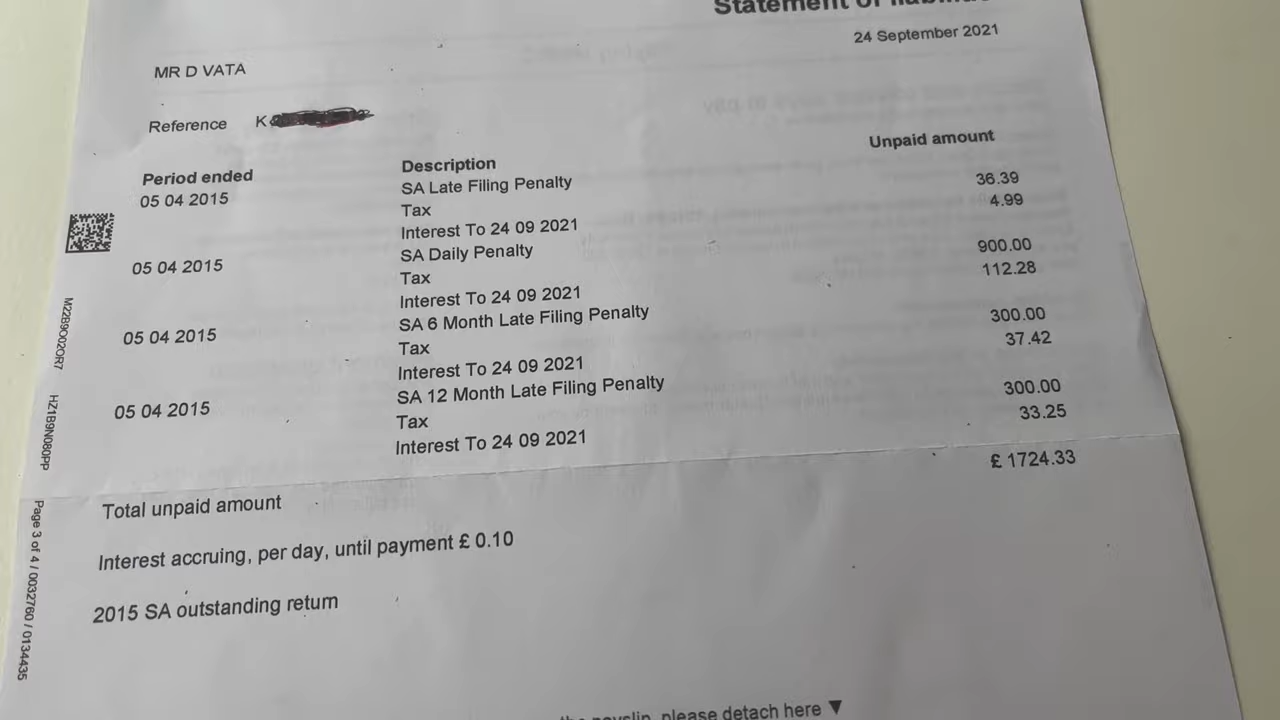 Statement of
24 September 2021
MR D VATA
Reference K
Period ended Description Unpaid amount
05 04 2015 SA Late Filing Penalty
Tax 36.39
Interest To 24 09 2021 4.99
05 04 2015 SA Daily Penalty
Tax 900.00
Interest To 24 09 2021 112.28
05 04 2015 SA 6 Month Late Filing Penalty
Tax 300.00
Interest To 24 09 2021 37.42
05 04 2015 SA 12 Month Late Filing Penalty
Tax 300.00
Interest To 24 09 2021 33.25
Total unpaid amount £ 1724.33
Interest accruing, per day, until payment £ 0.10
2015 SA outstanding return
payslip, please detach here ▼
M22B9O02OR7 HZ1B9N080PP Page 3 of 4 / 0032760 / 0134435